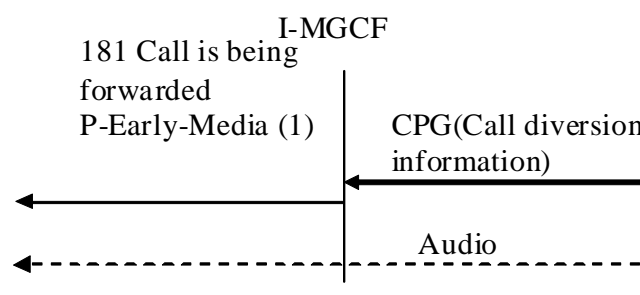 I-MGCF
181 Call is being
forwarded
P-Early-Media (1)
CPG(Call diversion
information)
Audio